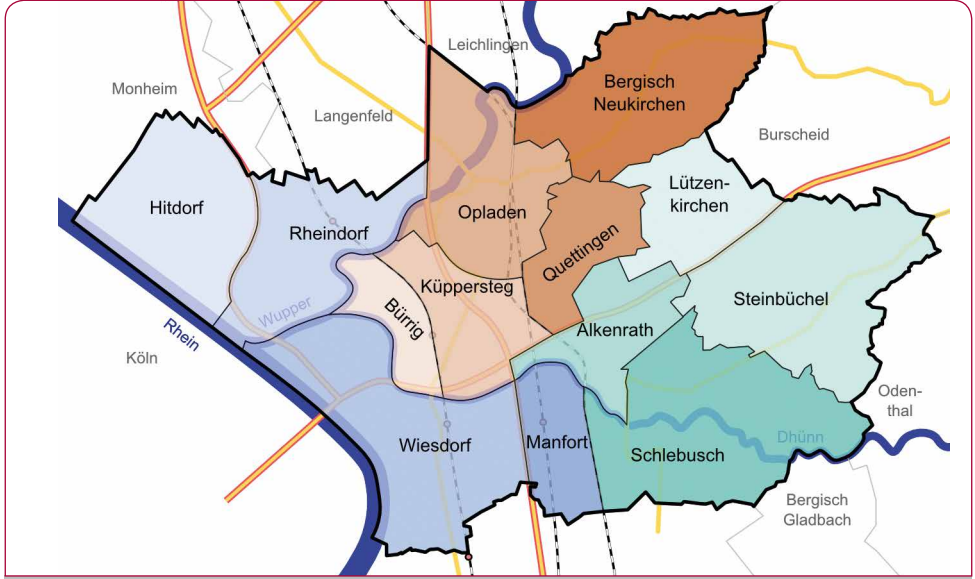 Leichlingen
Bergisch
Neukirchen
Monheim
Langenfeld
Burscheid
Lützen-
kirchen
Hitdorf
Opladen
Rheindorf
Quettingen
Küppersteg
Steinbüchel
Wupper
Bürrig
Rhein
Alkenrath
Köln
Oden-
thal
Wiesdorf
Manfort
Dhünn
Schlebusch
Bergisch
Gladbach